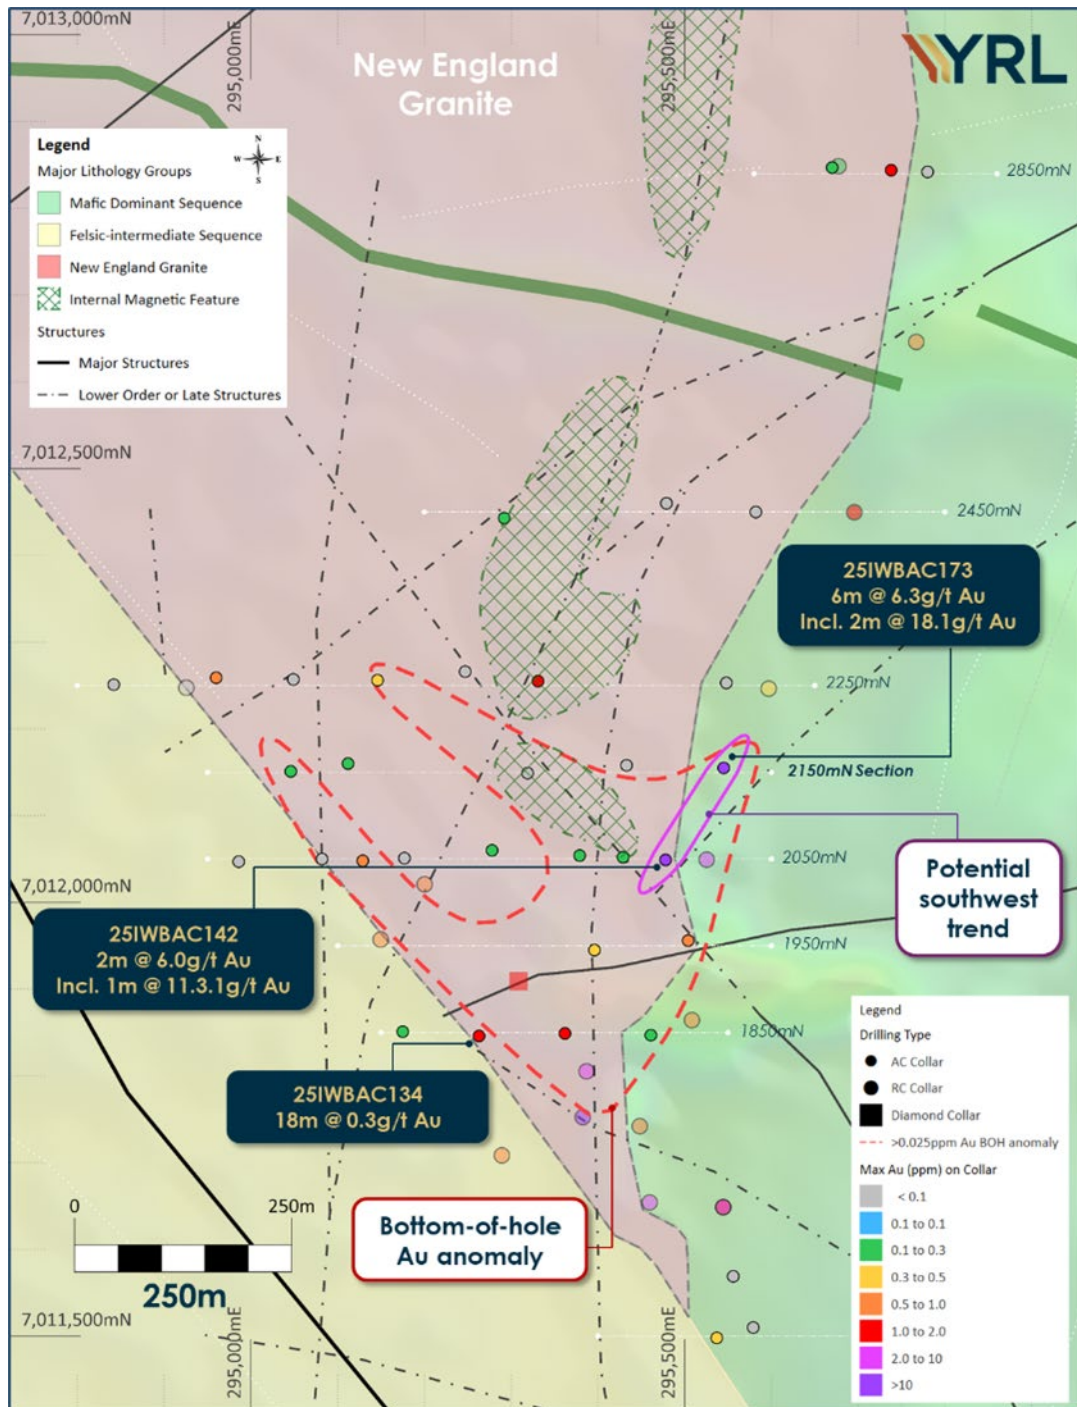 7,013,000mN
295,000mE
295,500mE
YRL
New England
Granite
Legend
N
W E
S
Major Lithology Groups
Mafic Dominant Sequence
Felsic-intermediate Sequence
New England Granite
Internal Magnetic Feature
Structures
Major Structures
Lower Order or Late Structures
2850mN
7,012,500mN
2450mN
25IWBAC173
6m @ 6.3g/t Au
Incl. 2m @ 18.1g/t Au
2250mN
2150mN Section
2050mN
Potential
southwest
trend
7,012,000mN
25IWBAC142
2m @ 6.0g/t Au
Incl. 1m @ 11.3.1g/t Au
1950mN
1850mN
25IWBAC134
18m @ 0.3g/t Au
Legend
Drilling Type
AC Collar
RC Collar
Diamond Collar
>0.025ppm Au BOH anomaly
Max Au (ppm) on Collar
< 0.1
0.1 to 0.1
0.1 to 0.3
0.3 to 0.5
0.5 to 1.0
1.0 to 2.0
2.0 to 10
>10
Bottom-of-hole
Au anomaly
0 250m
250m
7,011,500mN
295,000mE
295,500mE